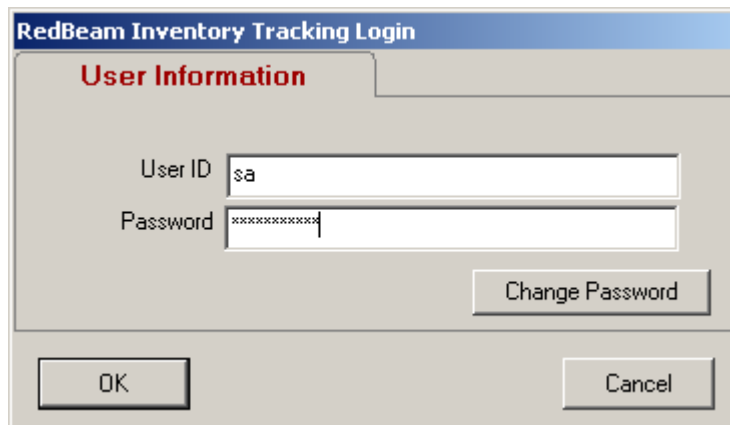 RedBeam Inventory Tracking Login
User Information
User ID sa
Password ***********
Change Password
OK Cancel